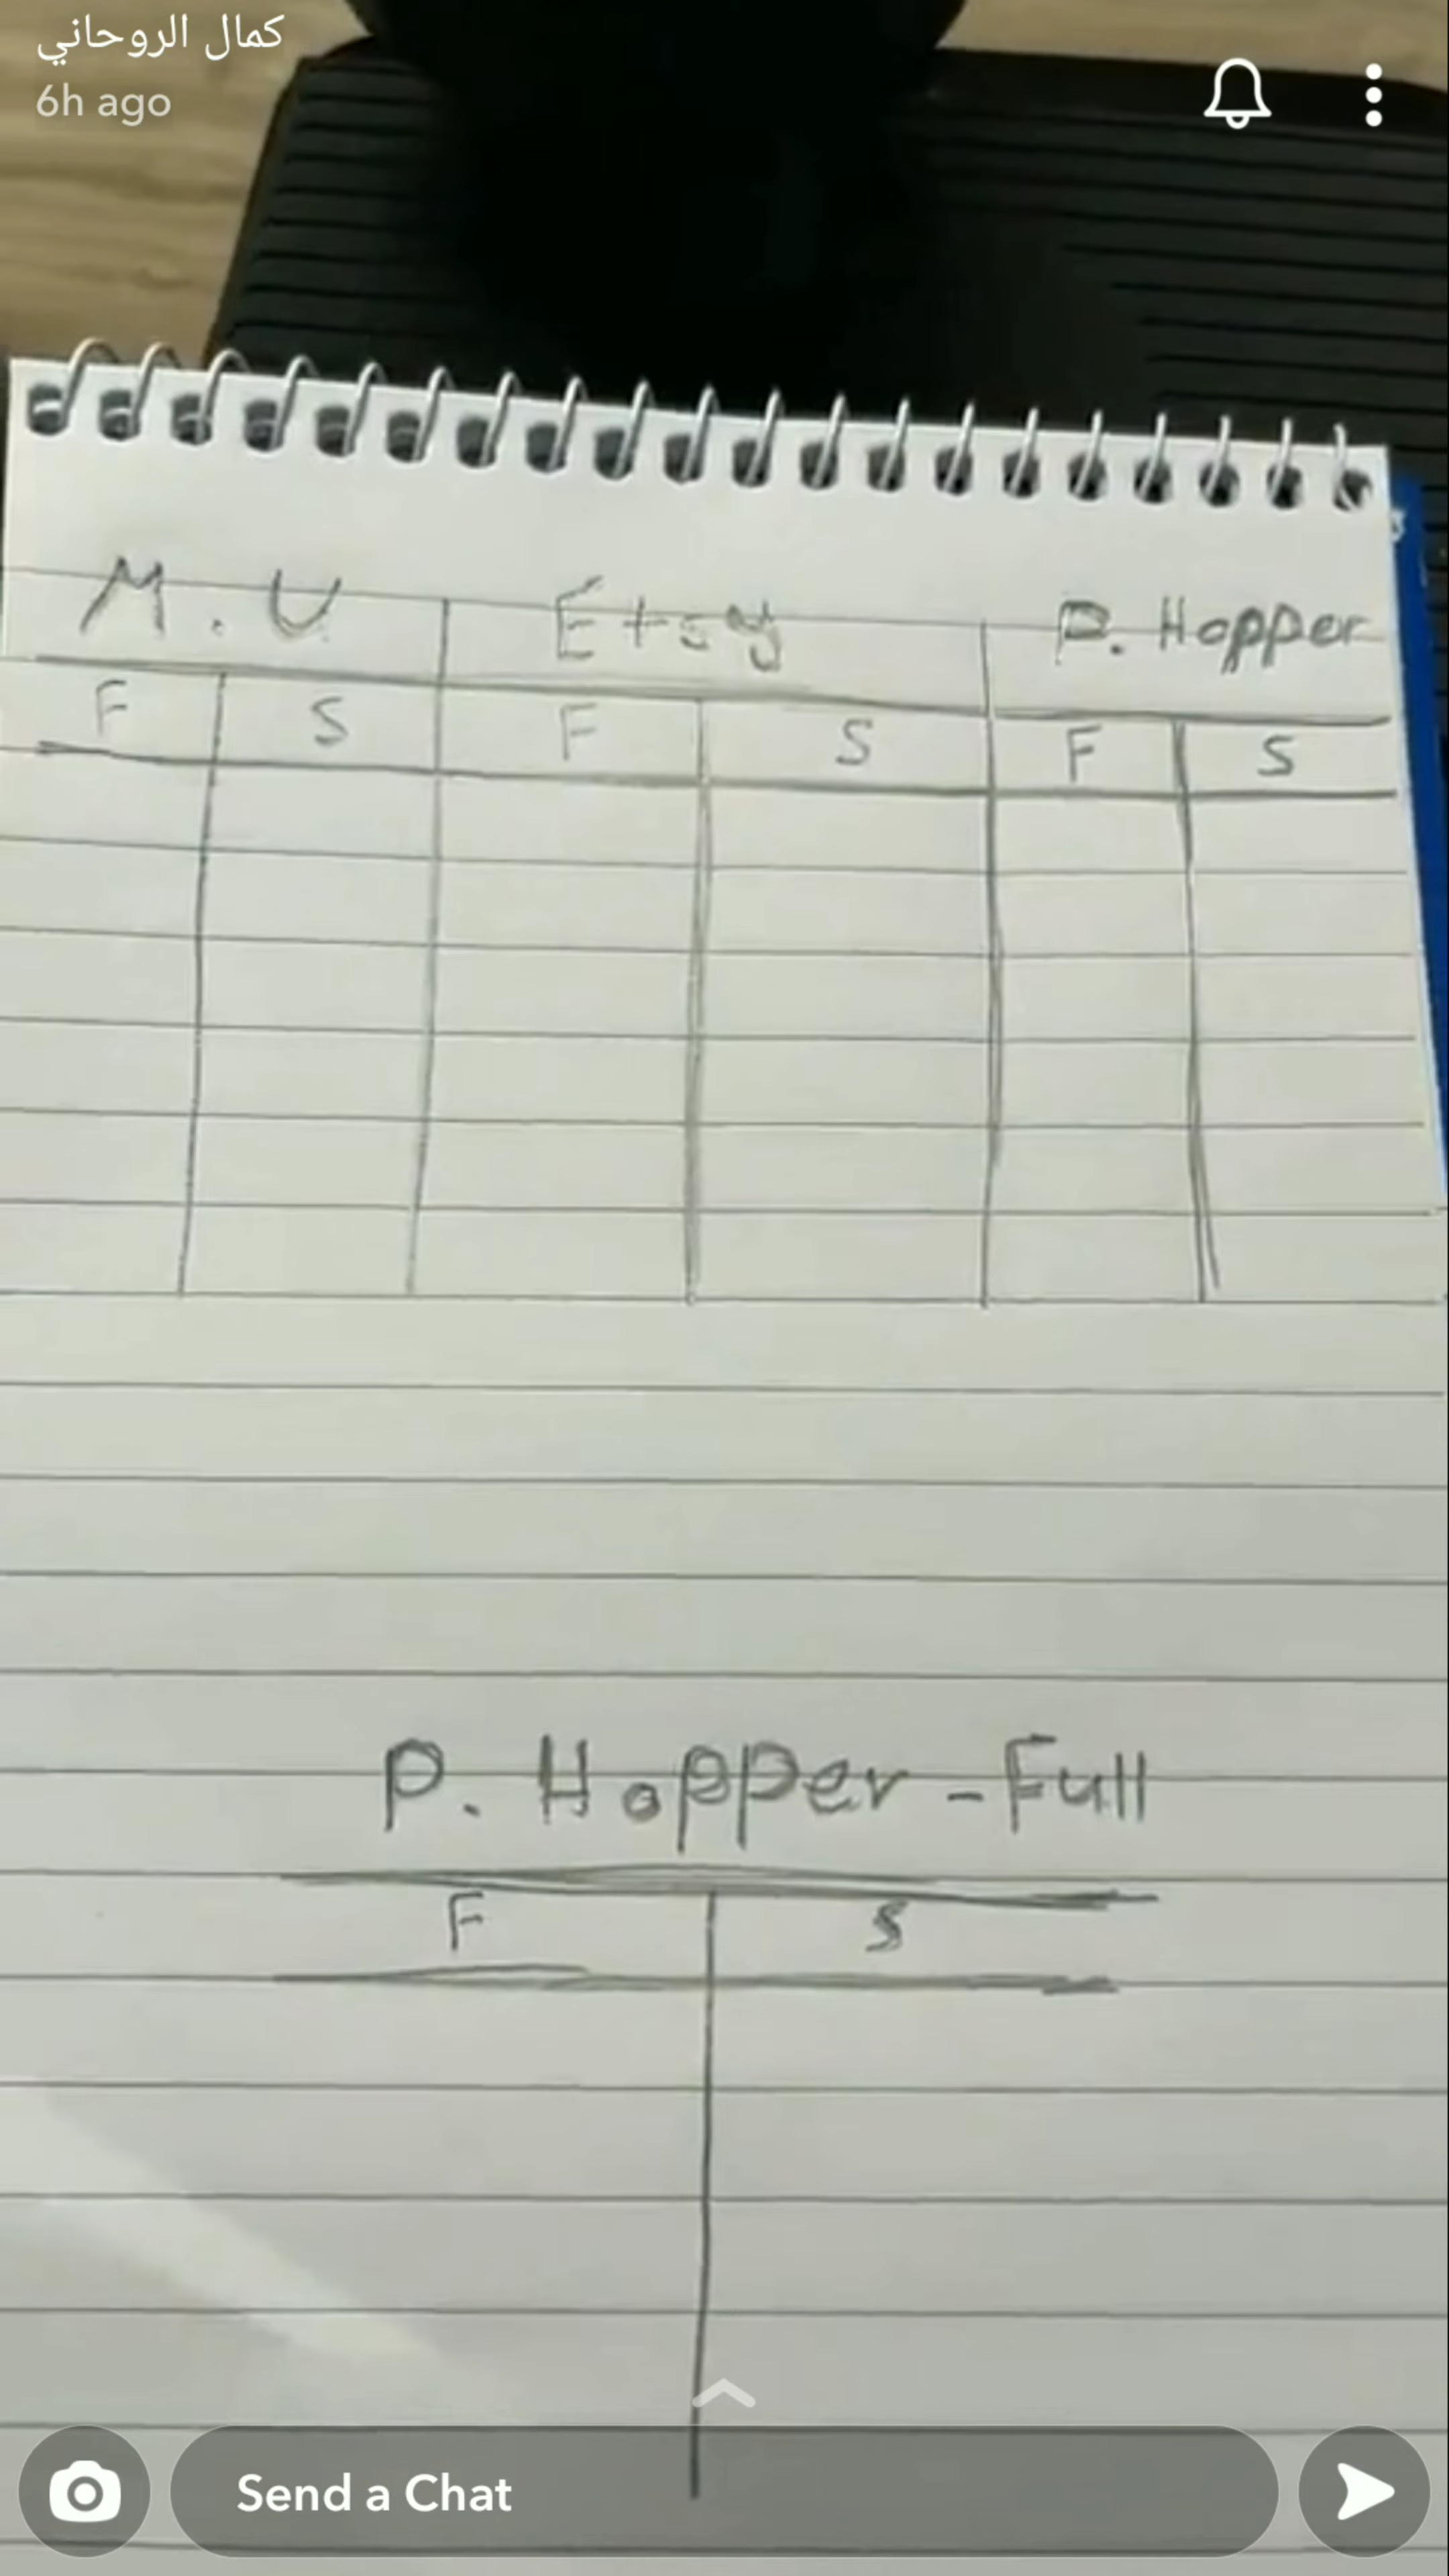 كمال الروحاني
6h ago
M.U Etsy P. Hopper
F S F S F S
P. Hopper - Full
F S
Send a Chat